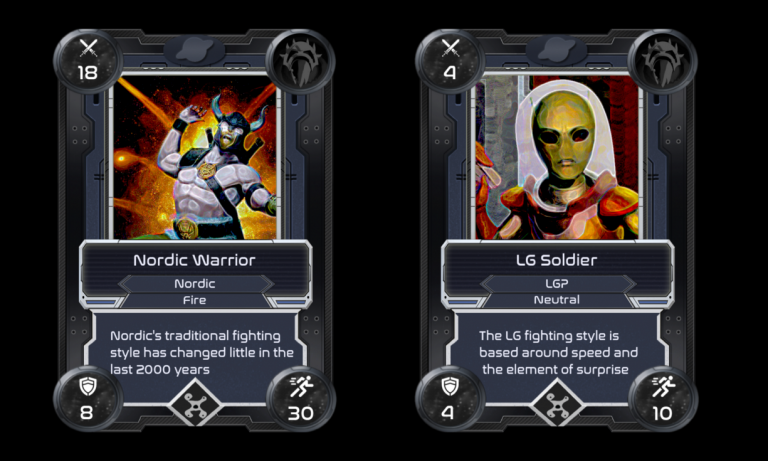 18
Nordic Warrior
Nordic
Fire
Nordic's traditional fighting
style has changed little in the
last 2000 years
8
30
4
LG Soldier
LGP
Neutral
The LG fighting style is
based around speed and
the element of surprise
4
10